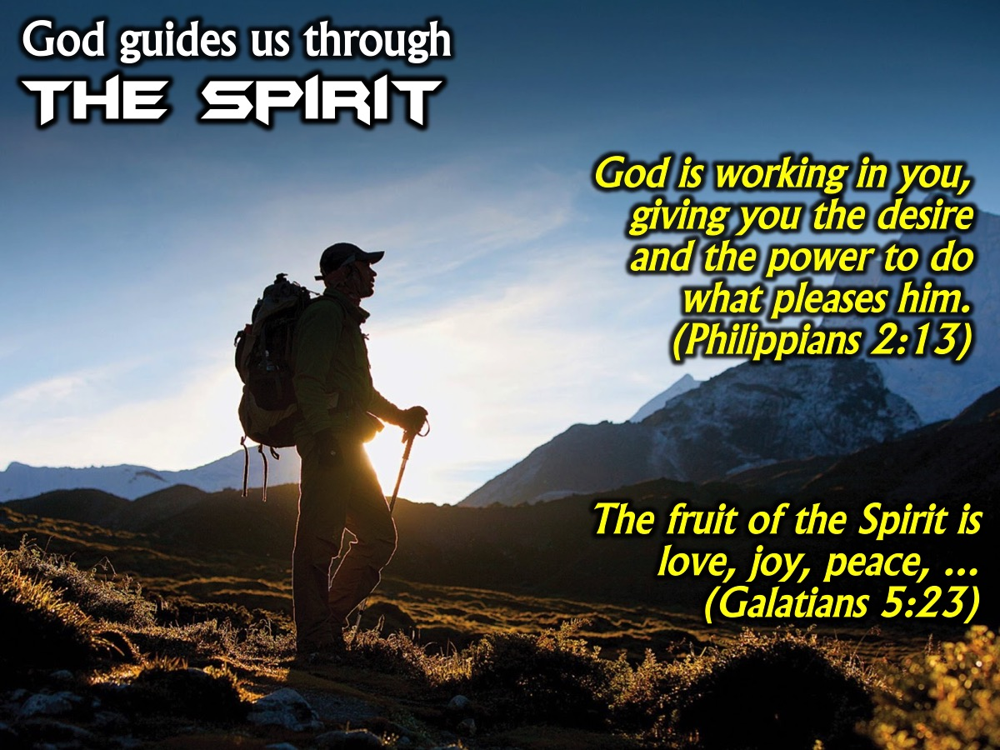 God guides us through
THE SPIRIT
God is working in you,
giving you the desire
and the power to do
what pleases him.
(Philippians 2:13)
The fruit of the Spirit is
love, joy, peace, ...
(Galatians 5:23)